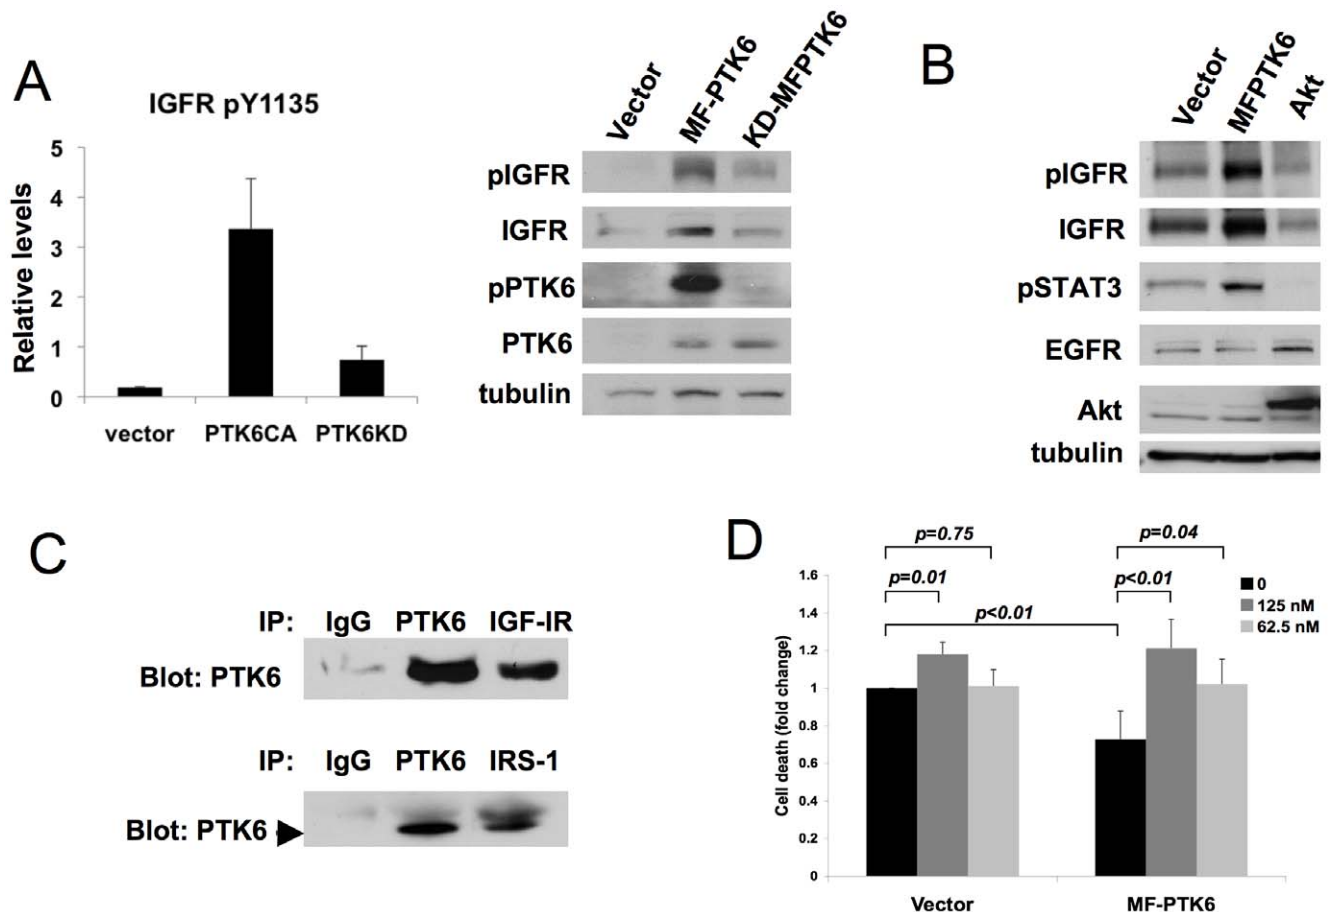 A
IGFR pY1135
Relative levels
5
4
3
2
1
0
vector PTK6CA PTK6KD
Vector MF-PTK6 KD-MFPTK6
pIGFR
IGFR
pPTK6
PTK6
tubulin
B
Vector MFPTK6 Akt
pIGFR
IGFR
pSTAT3
EGFR
Akt
tubulin
C
IP: IgG PTK6 IGF-IR
Blot: PTK6
IP: IgG PTK6 IRS-1
Blot: PTK6
D
p=0.75 p=0.04
p=0.01 p<0.01
p<0.01
0
125 nM
62.5 nM
Cell death (fold change)
1.6
1.4
1.2
1
0.8
0.6
0.4
0.2
0
Vector MF-PTK6